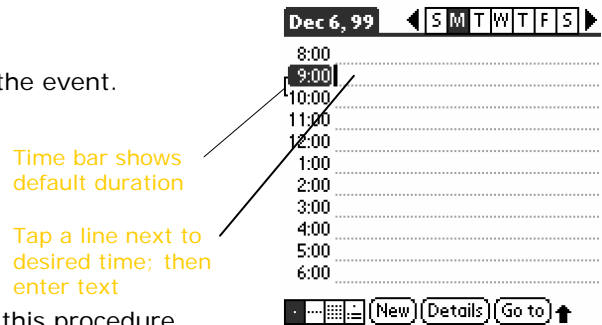 the event.
Time bar shows
default duration
Tap a line next to
desired time; then
enter text
this procedure
Dec 6, 99 S M T W T F S
8:00
9:00
10:00
11:00
12:00
1:00
2:00
3:00
4:00
5:00
6:00
New Details Go to